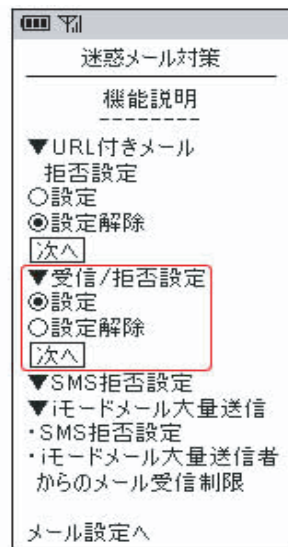 迷惑メール対策
機能説明
▼URL付きメール
拒否設定
○設定
◉設定解除
次へ
▼受信/拒否設定
◉設定
○設定解除
次へ
▼SMS拒否設定
▼iモードメール大量送信
・SMS拒否設定
・iモードメール大量送信者
からのメール受信制限
メール設定へ